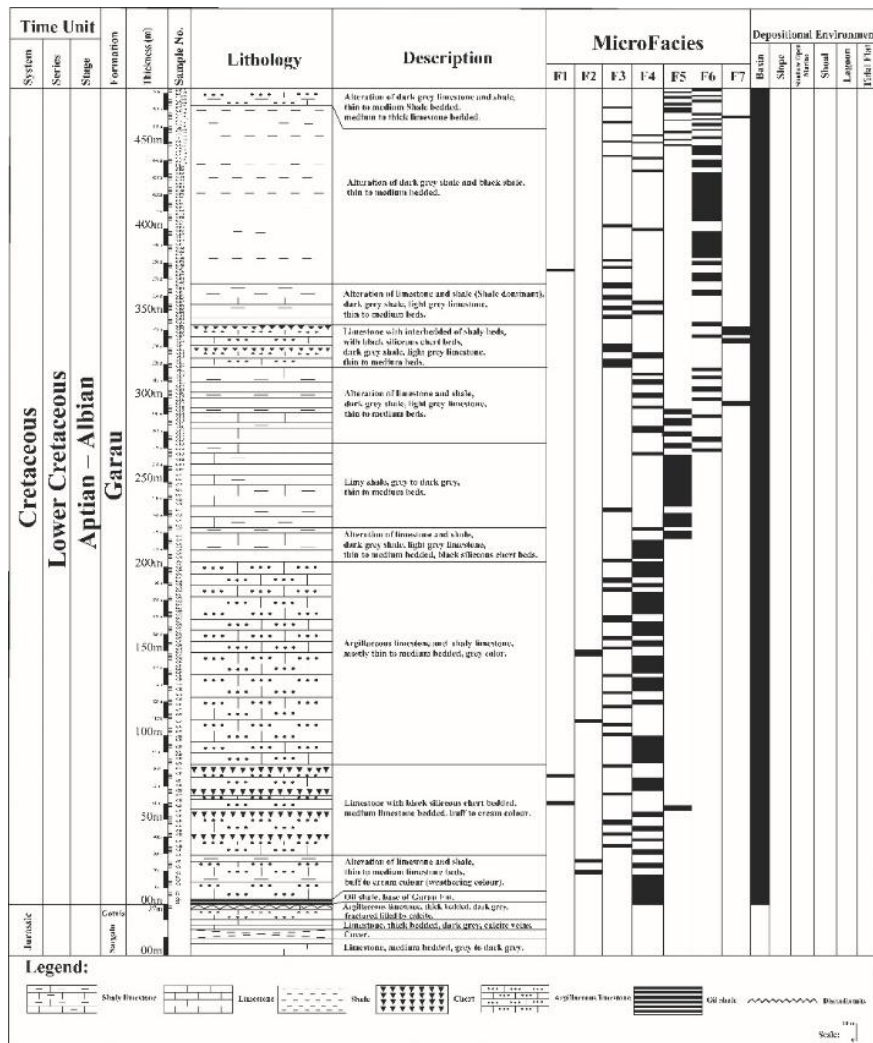 Time Unit
System
Series
Stage
Formation
Thickness (m)
Sample No.
Lithology
Description
MicroFacies
F1 F2 F3 F4 F5 F6 F7
Depositional Environment
Basin
Slope
Shallow Open Marine
Shoal
Lagoon
Tidal Flat
Cretaceous
Lower Cretaceous
Aptian – Albian
Garau
Jurassic
Gotnia
Sargalu
450m
400m
350m
300m
250m
200m
150m
100m
50m
00m
00m
Alteration of dark grey limestone and shale,
thin to medium Shale bedded,
medium to thick limestone bedded.
Alteration of dark grey shale and black shale,
thin to medium bedded.
Alteration of limestone and shale (Shale dominant),
dark grey shale, light grey limestone,
thin to medium beds.
Limestone with interbeded of shaly beds,
with black siliceous chert beds,
dark grey shale, light grey limestone,
thin to medium beds.
Alteration of limestone and shale,
dark grey shale, light grey limestone,
thin to medium beds.
Limy shale, grey to dark grey,
thin to medium beds.
Alteration of limestone and shale,
dark grey shale, light grey limestone,
thin to medium bedded, black siliceous chert beds.
Argillaceous limestion, and shaly limestone,
mostly thin to medium bedded, grey color.
Limestone with black siliceous chert bedded,
medium limestone bedded, buff to cream colour.
Alteration of limestone and shale,
thin to medium limestone beds,
buff to cream colour (weathering colour).
Oil shale, base of Garau Fm.
Argillaceous limestone, thick bedded, dark grey,
fractured filled by calcite.
Limestone, thick bedded, dark grey, calcite veins.
Cover.
Limestone, medium bedded, grey to dark grey.
Legend:
Shaly limestone
Limestone
Shale
Chert
Argillaceous limestone
Oil shale
Disconformity
Scale: